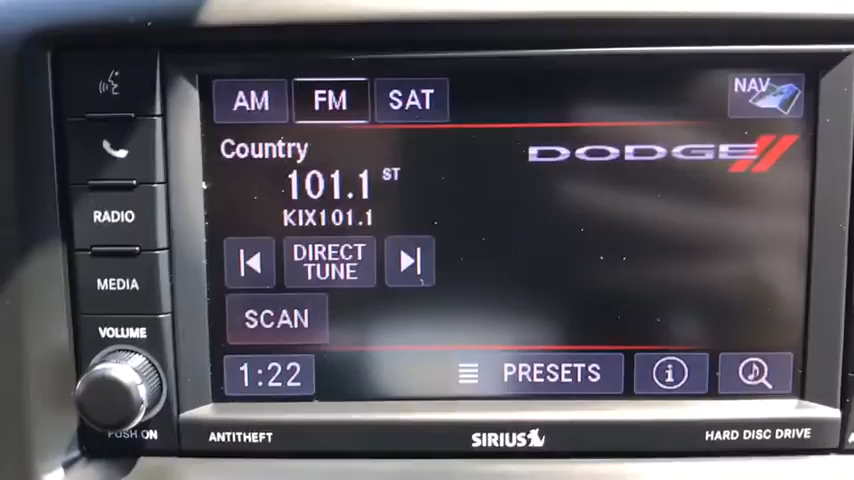 AM FM SAT NAV
Country
DODGE
101.1 ST
KIX101.1
RADIO
DIRECT
TUNE
MEDIA
SCAN
VOLUME
1:22 PRESETS i
PUSH ON
ANTITHEFT SIRIUS HARD DISC DRIVE